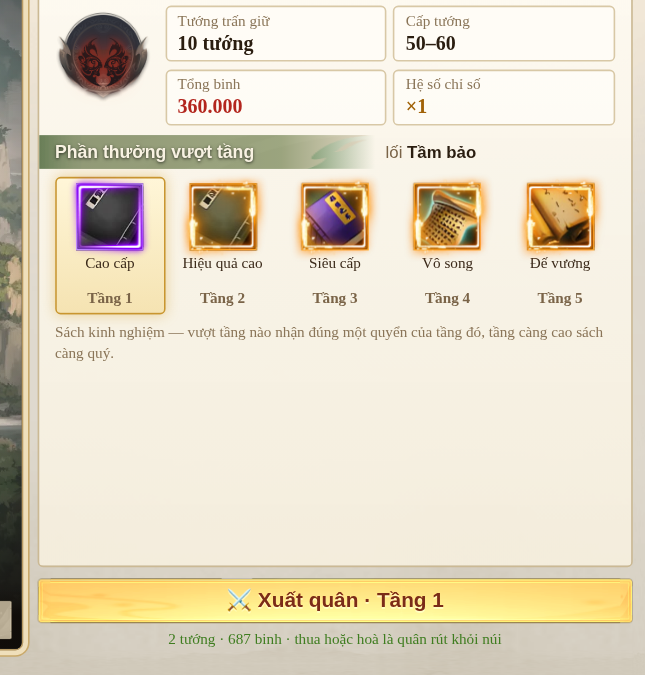 Tướng trấn giữ
10 tướng
Cấp tướng
50–60
Tổng binh
360.000
Hệ số chỉ số
×1
Phần thưởng vượt tầng
lối Tầm bảo
Cao cấp
Hiệu quả cao
Siêu cấp
Vô song
Đế vương
Tầng 1
Tầng 2
Tầng 3
Tầng 4
Tầng 5
Sách kinh nghiệm — vượt tầng nào nhận đúng một quyển của tầng đó, tầng càng cao sách
càng quý.
⚔️ Xuất quân · Tầng 1
2 tướng · 687 binh · thua hoặc hoà là quân rút khỏi núi